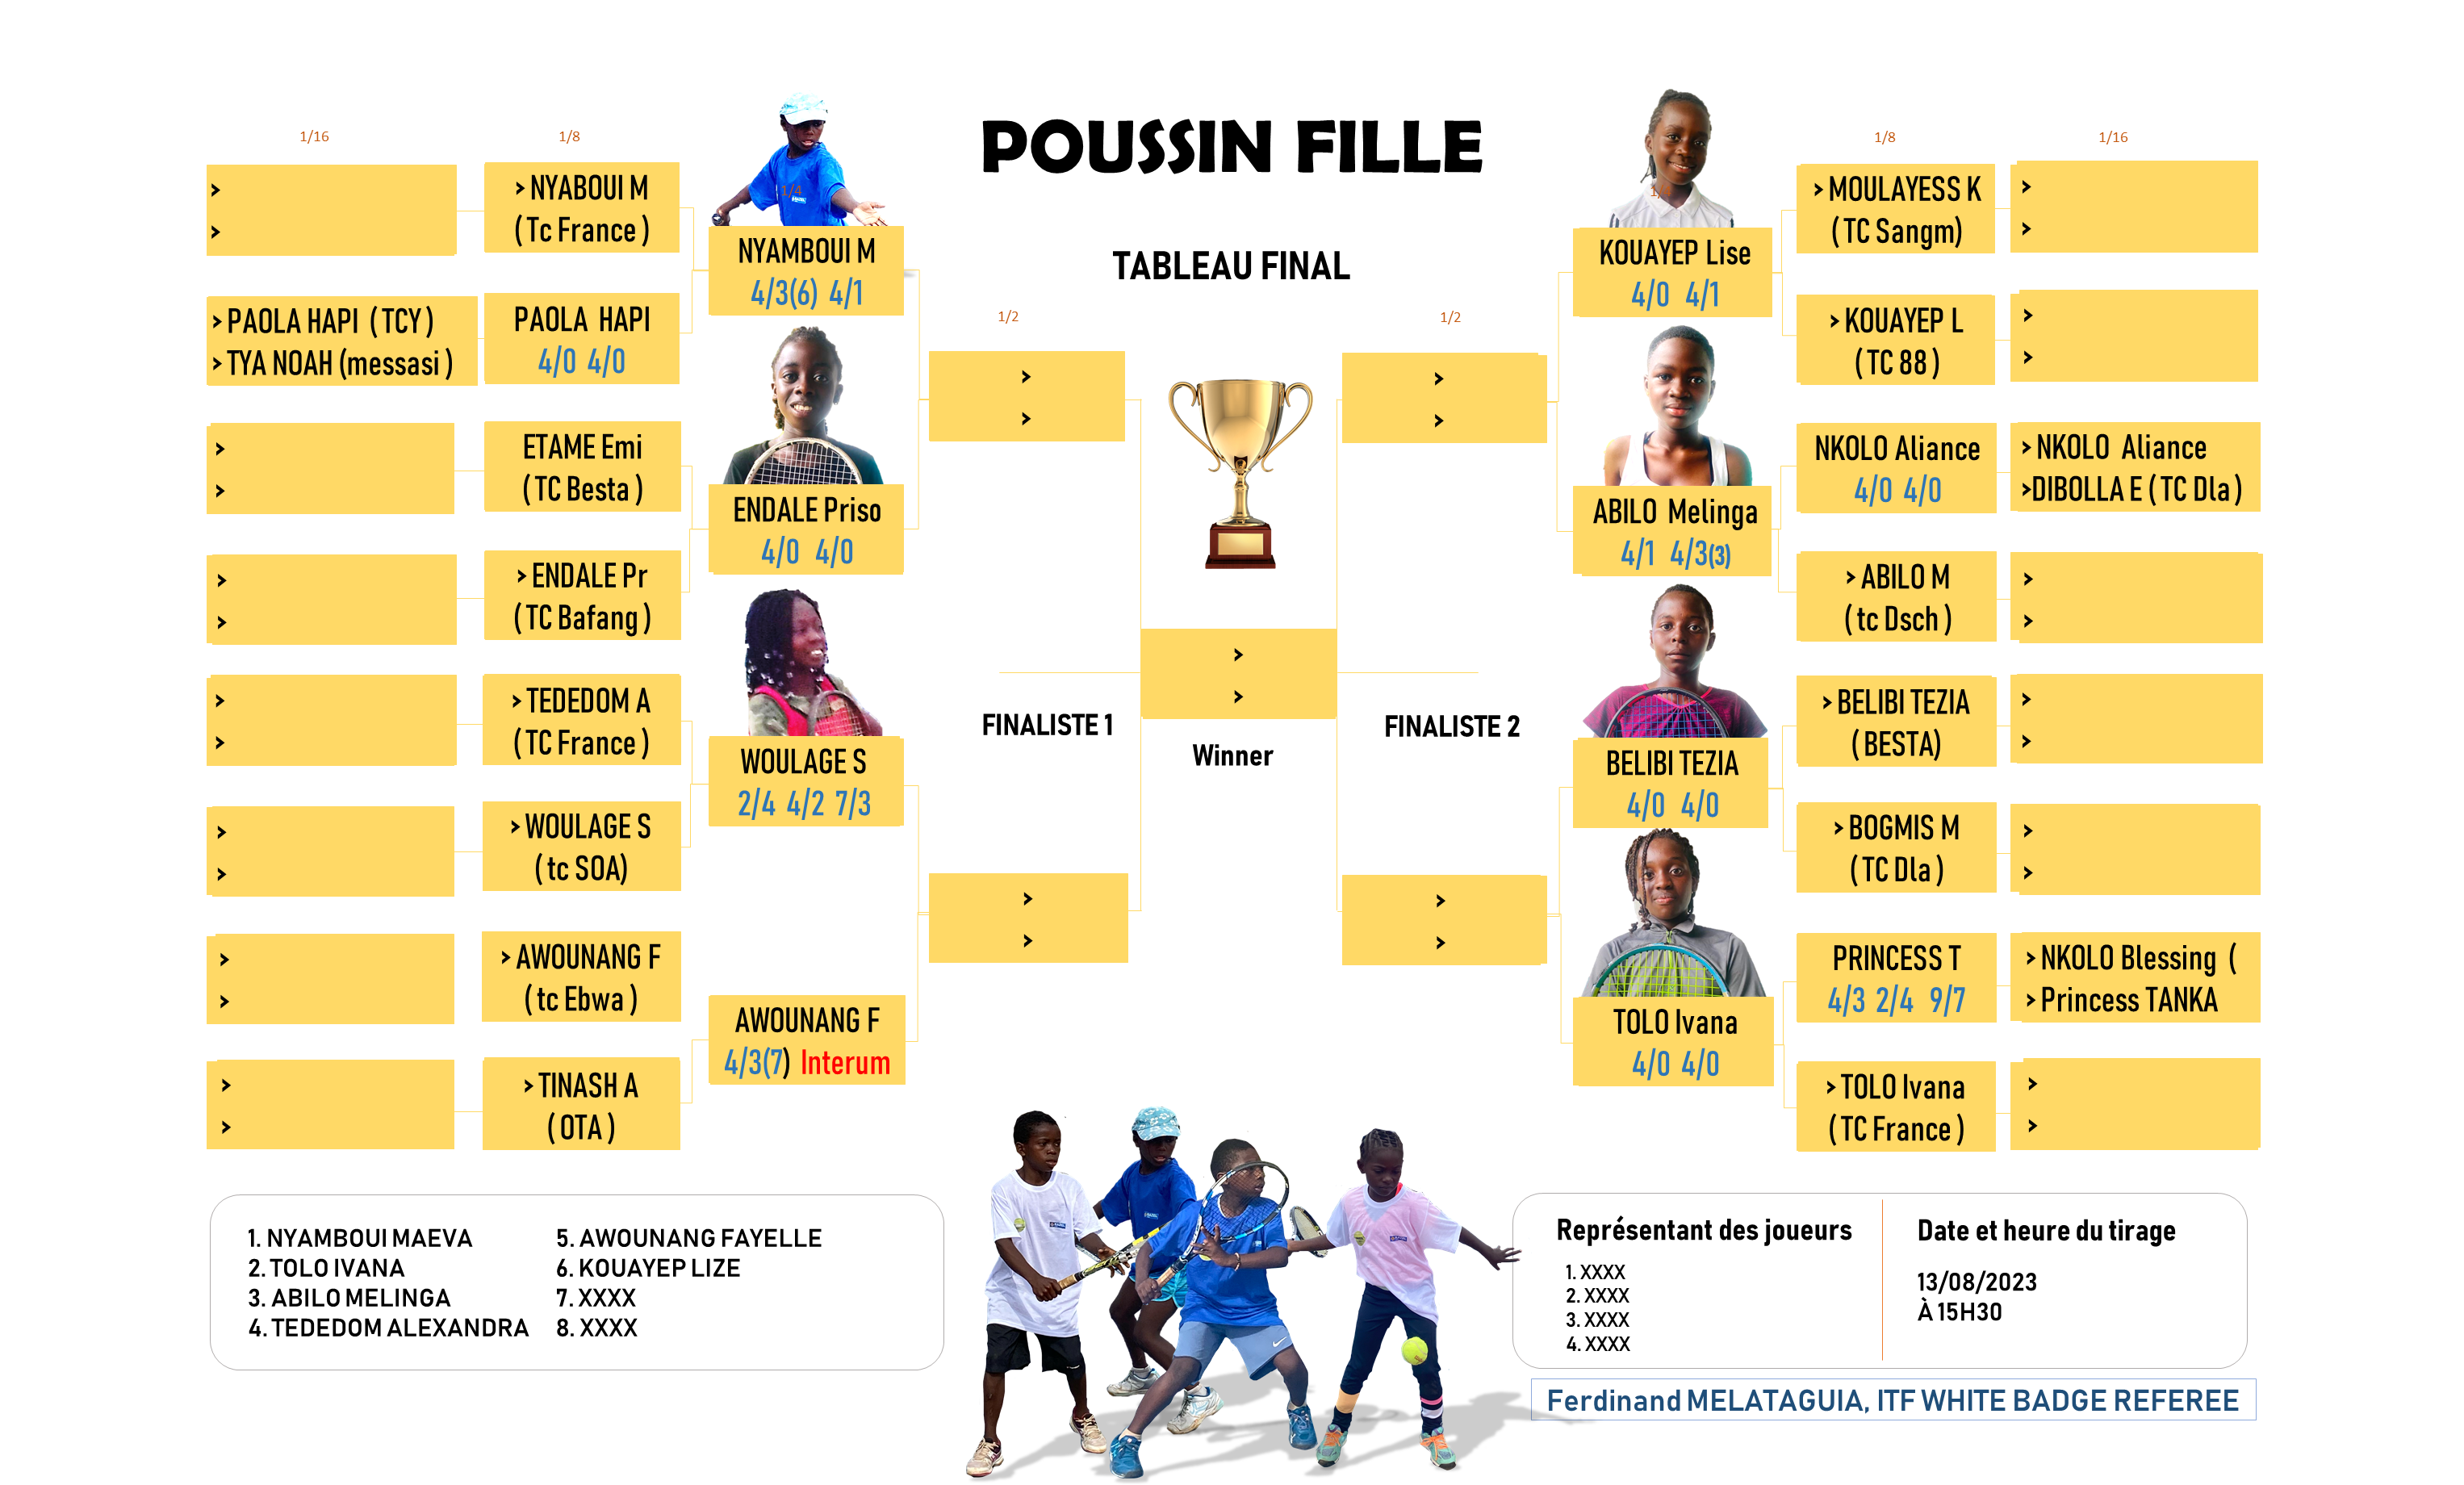 POUSSIN FILLE
TABLEAU FINAL
1/16
1/8
1/4
1/2
>
>
> NYABOUI M
( Tc France )
NYAMBOUI M
4/3(6) 4/1
> PAOLA HAPI ( TCY )
> TYA NOAH (messasi )
PAOLA HAPI
4/0 4/0
>
>
ETAME Emi
( TC Besta )
ENDALE Priso
4/0 4/0
>
>
> ENDALE Pr
( TC Bafang )
>
>
>
>
> TEDEDOM A
( TC France )
WOULAGE S
2/4 4/2 7/3
>
>
> WOULAGE S
( tc SOA)
>
>
> AWOUNANG F
( tc Ebwa )
AWOUNANG F
4/3(7) Interum
>
>
> TINASH A
( OTA )
>
>
FINALISTE 1
>
>
Winner
FINALISTE 2
1/2
1/8
1/16
KOUAYEP Lise
4/0 4/1
> MOULAYESS K
( TC Sangm)
>
>
> KOUAYEP L
( TC 88 )
>
>
>
>
ABILO Melinga
4/1 4/3(3)
NKOLO Aliance
4/0 4/0
> NKOLO Aliance
>DIBOLLA E ( TC Dla )
> ABILO M
( tc Dsch )
>
>
BELIBI TEZIA
4/0 4/0
> BELIBI TEZIA
( BESTA)
>
>
> BOGMIS M
( TC Dla )
>
>
>
>
TOLO Ivana
4/0 4/0
PRINCESS T
4/3 2/4 9/7
> NKOLO Blessing (
> Princess TANKA
> TOLO Ivana
( TC France )
>
>
1. NYAMBOUI MAEVA
2. TOLO IVANA
3. ABILO MELINGA
4. TEDEDOM ALEXANDRA
5. AWOUNANG FAYELLE
6. KOUAYEP LIZE
7. XXXX
8. XXXX
Représentant des joueurs
1. XXXX
2. XXXX
3. XXXX
4. XXXX
Date et heure du tirage
13/08/2023
À 15H30
Ferdinand MELATAGUIA, ITF WHITE BADGE REFEREE